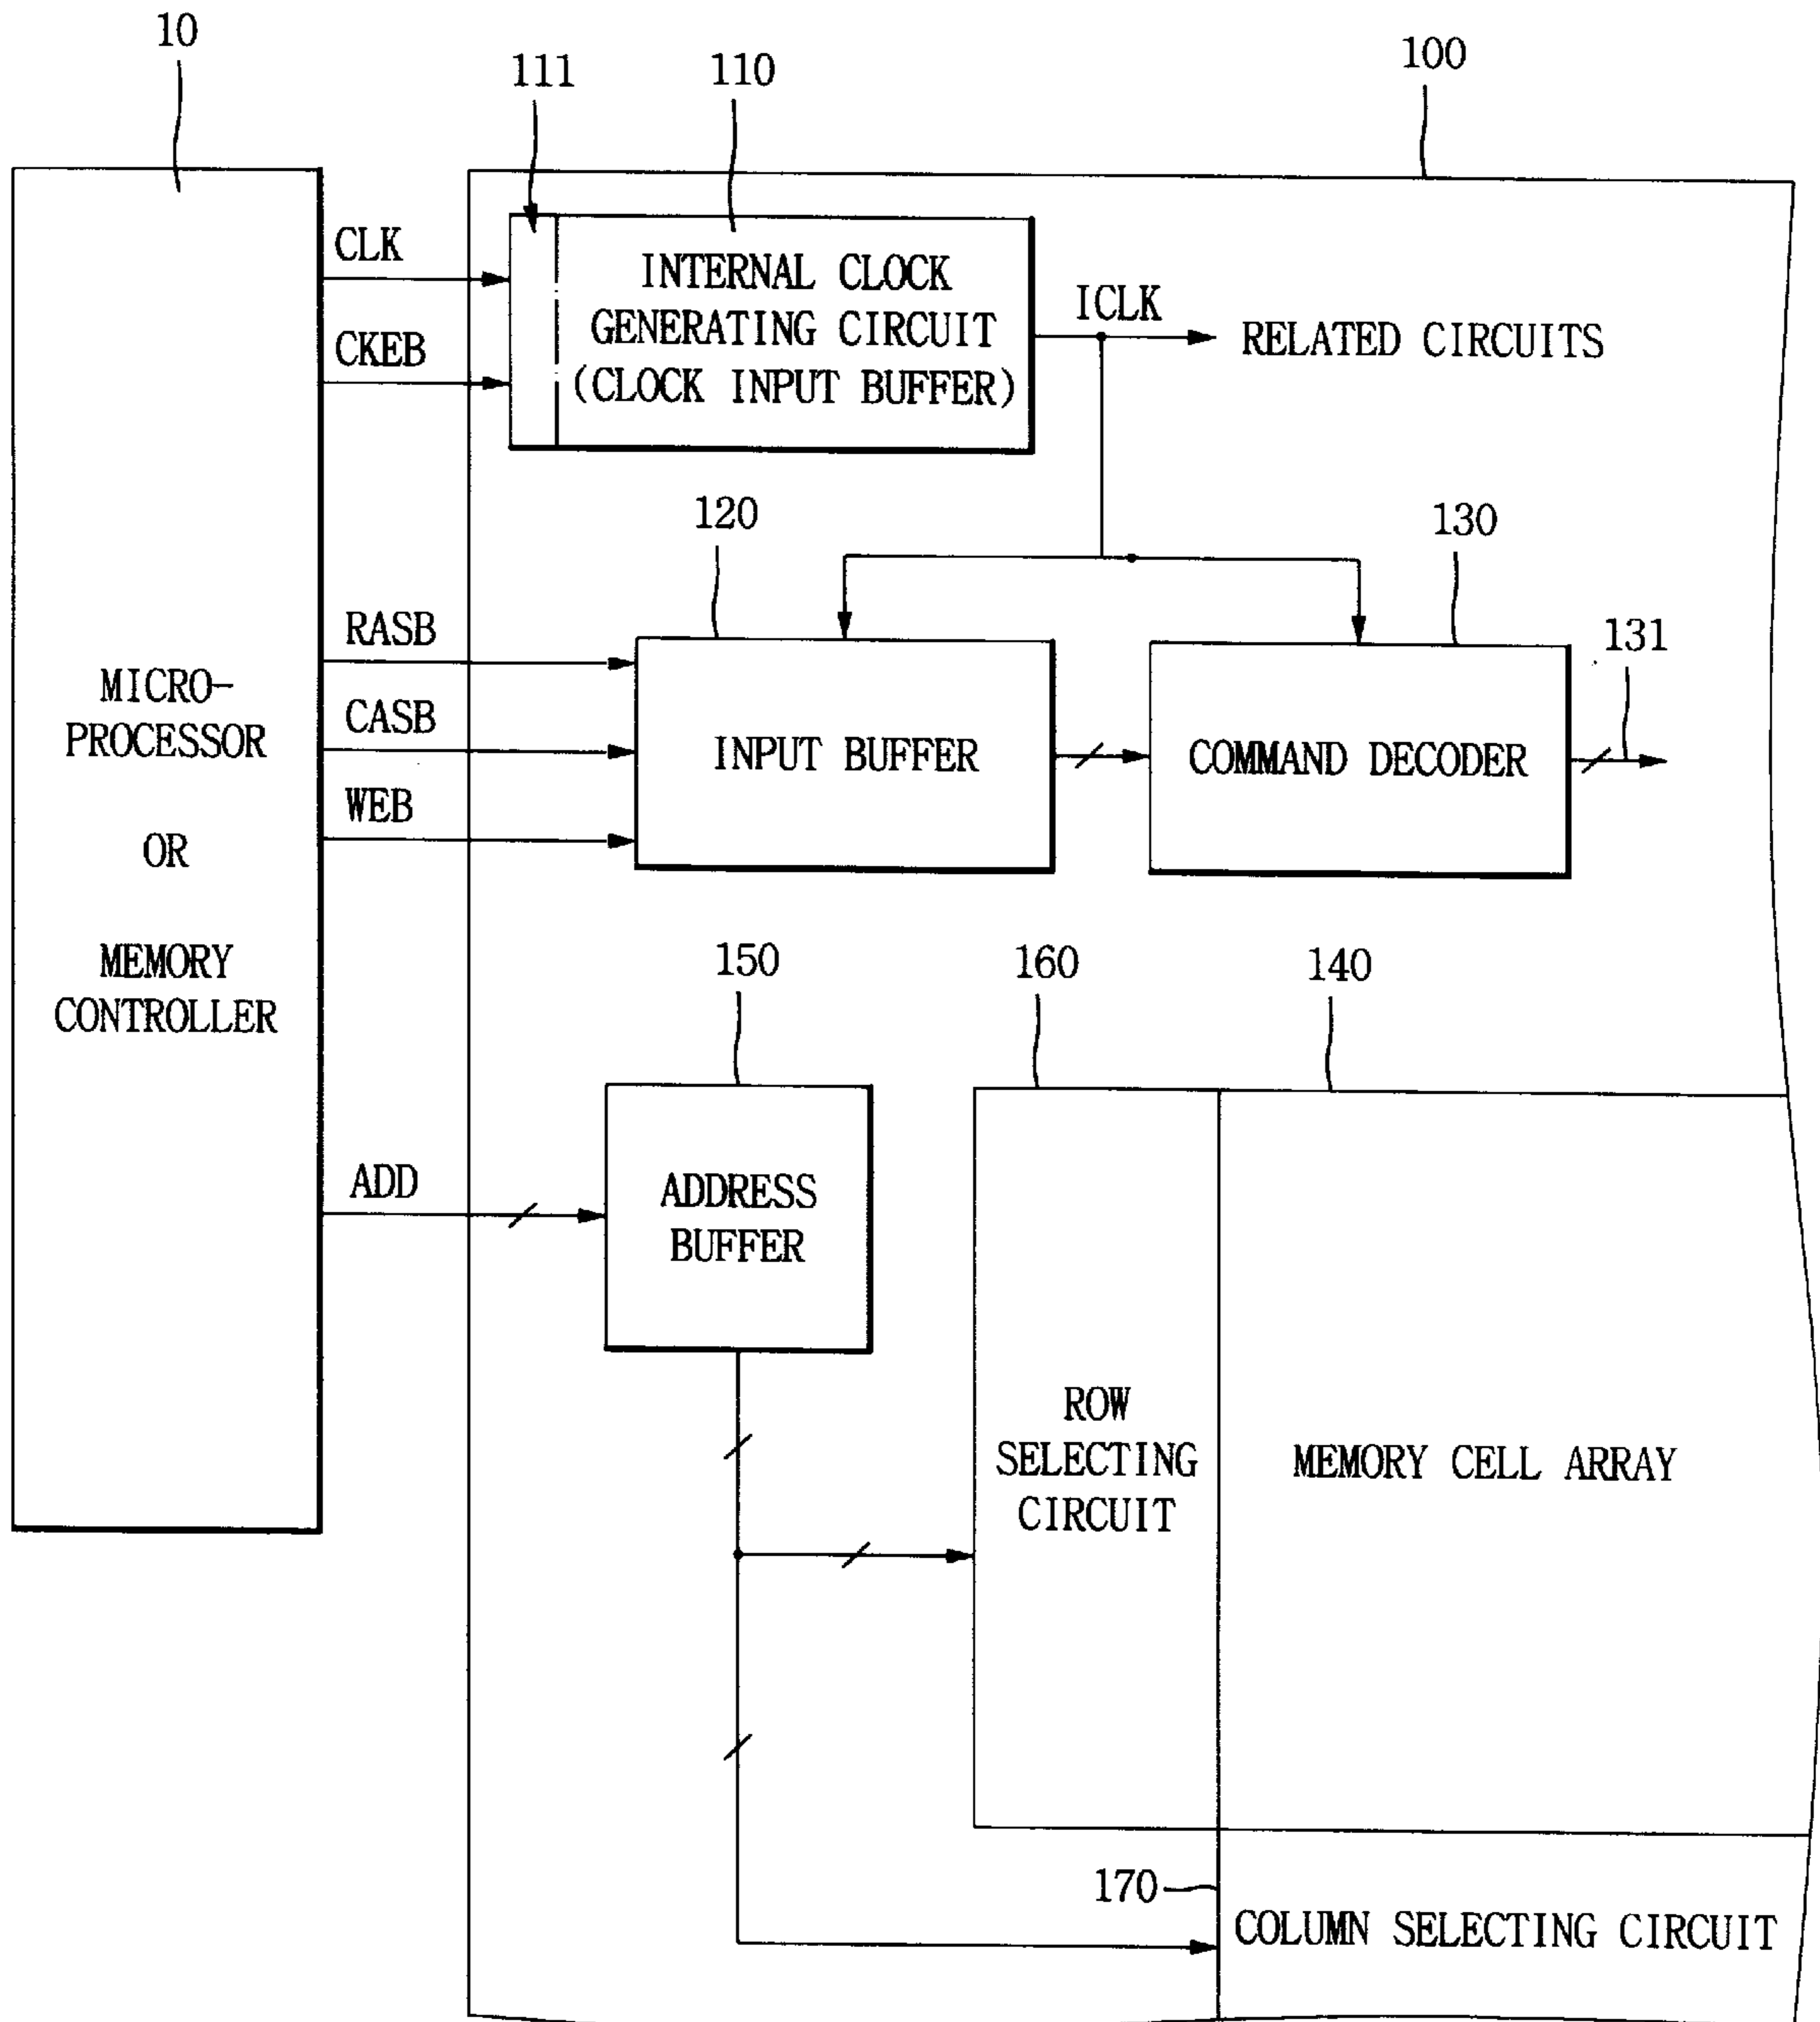 10
111
110
100
CLK
CKEB
INTERNAL CLOCK
GENERATING CIRCUIT
(CLOCK INPUT BUFFER)
ICLK
RELATED CIRCUITS
120
130
131
RASB
CASB
WEB
MICRO-
PROCESSOR
OR
MEMORY
CONTROLLER
INPUT BUFFER
COMMAND DECODER
150
160
140
ADD
ADDRESS
BUFFER
ROW
SELECTING
CIRCUIT
MEMORY CELL ARRAY
170
COLUMN SELECTING CIRCUIT